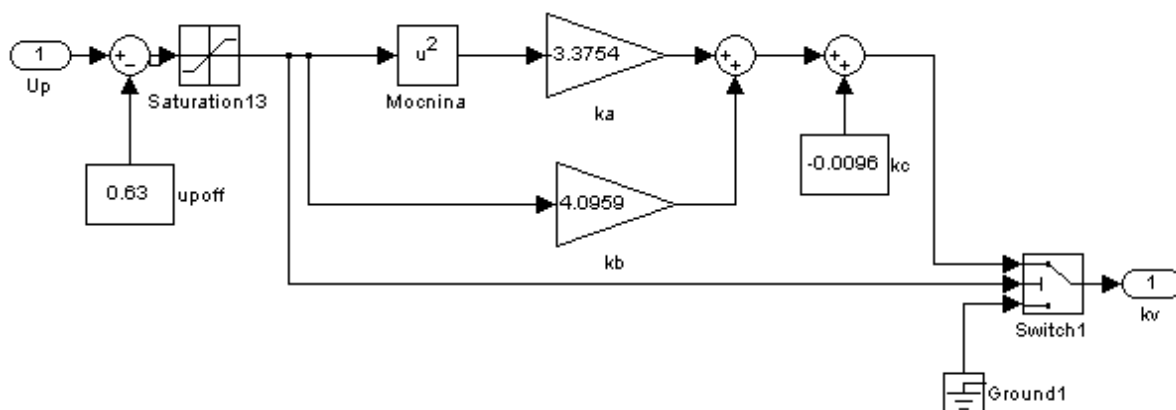 1
Up
+
−
Saturation13
0.63
upoff
u²
Mocnina
-3.3754
ka
4.0959
kb
+
+
+
+
-0.0096
kc
Switch1
1
kv
Ground1